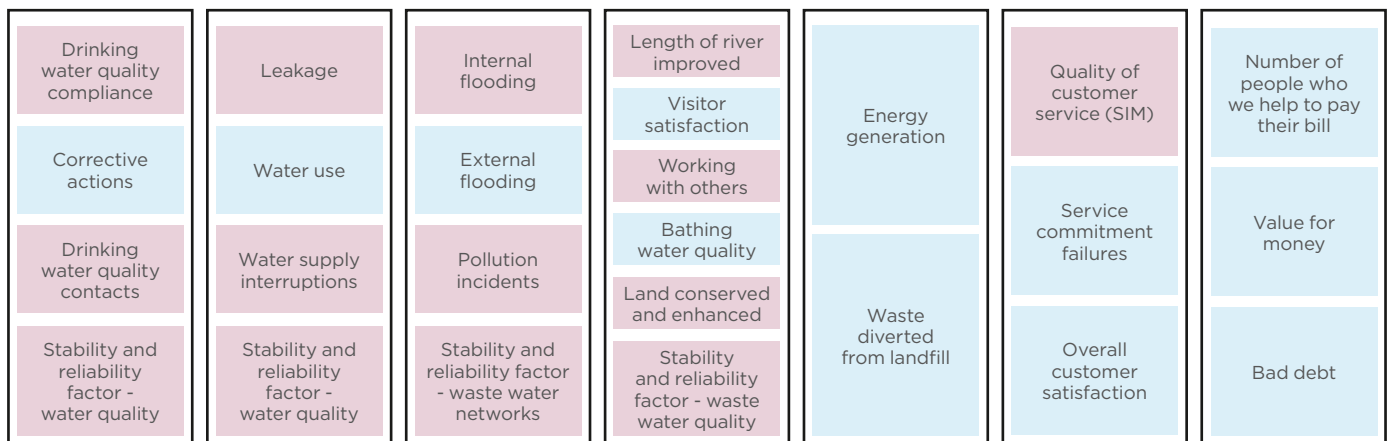 Drinking
water quality
compliance
Corrective
actions
Drinking
water quality
contacts
Stability and
reliability
factor -
water quality
Leakage
Water use
Water supply
interruptions
Stability and
reliability
factor -
water quality
Internal
flooding
External
flooding
Pollution
incidents
Stability and
reliability factor
- waste water
networks
Length of river
improved
Visitor
satisfaction
Working
with others
Bathing
water quality
Land conserved
and enhanced
Stability
and reliability
factor - waste
water quality
Energy
generation
Waste
diverted
from landfill
Quality of
customer
service (SIM)
Service
commitment
failures
Overall
customer
satisfaction
Number of
people who
we help to pay
their bill
Value for
money
Bad debt